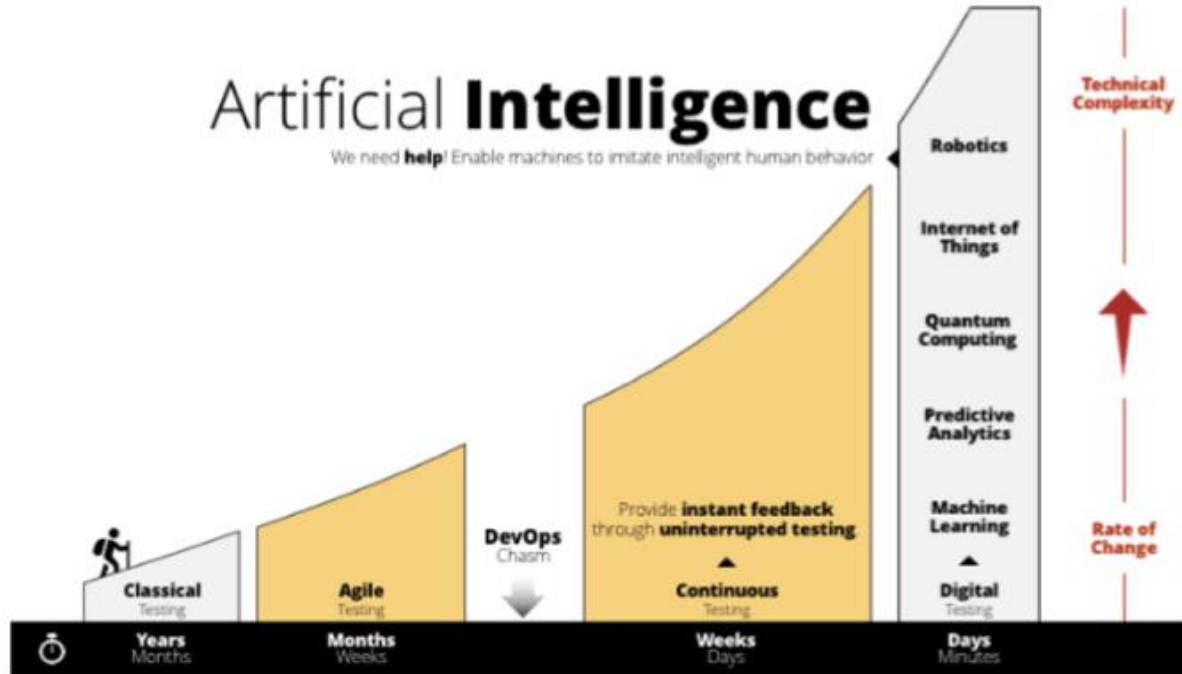 Artificial Intelligence
We need help! Enable machines to imitate intelligent human behavior
Technical
Complexity
Robotics
Internet of
Things
Quantum
Computing
Predictive
Analytics
Machine
Learning
Rate of
Change
Provide instant feedback
through uninterrupted testing
DevOps
Chasm
Classical
Testing
Agile
Testing
Continuous
Testing
Digital
Testing
Years
Months
Months
Weeks
Weeks
Days
Days
Minutes